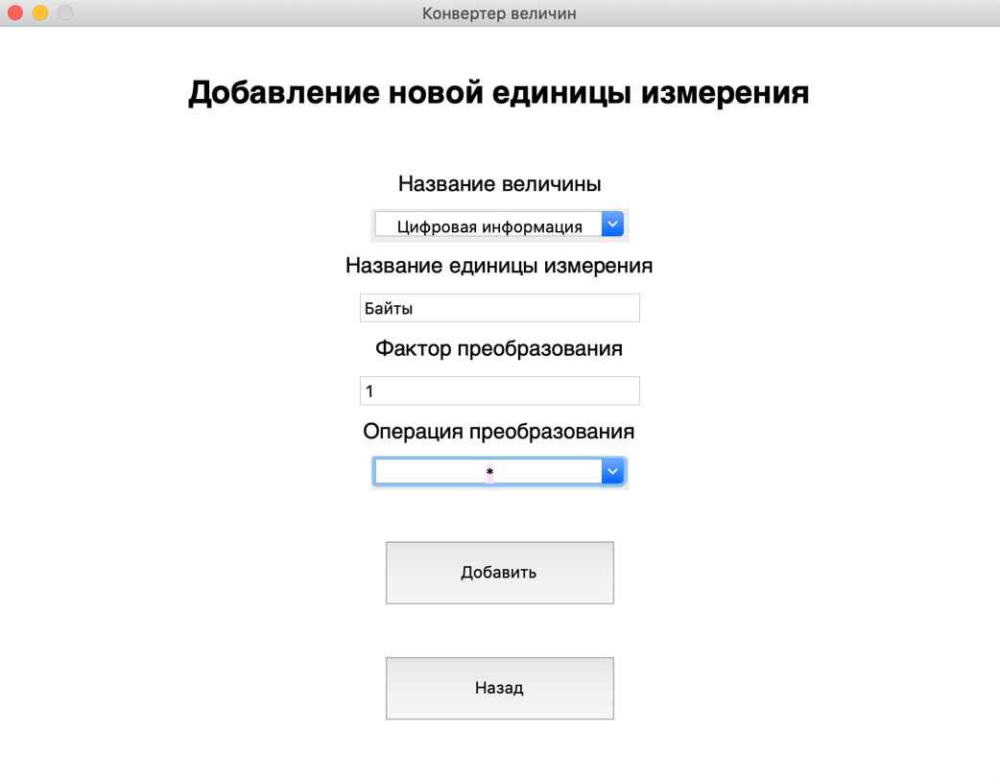 Конвертер величин
Добавление новой единицы измерения
Название величины
Цифровая информация
Название единицы измерения
Байты
Фактор преобразования
1
Операция преобразования
*
Добавить
Назад